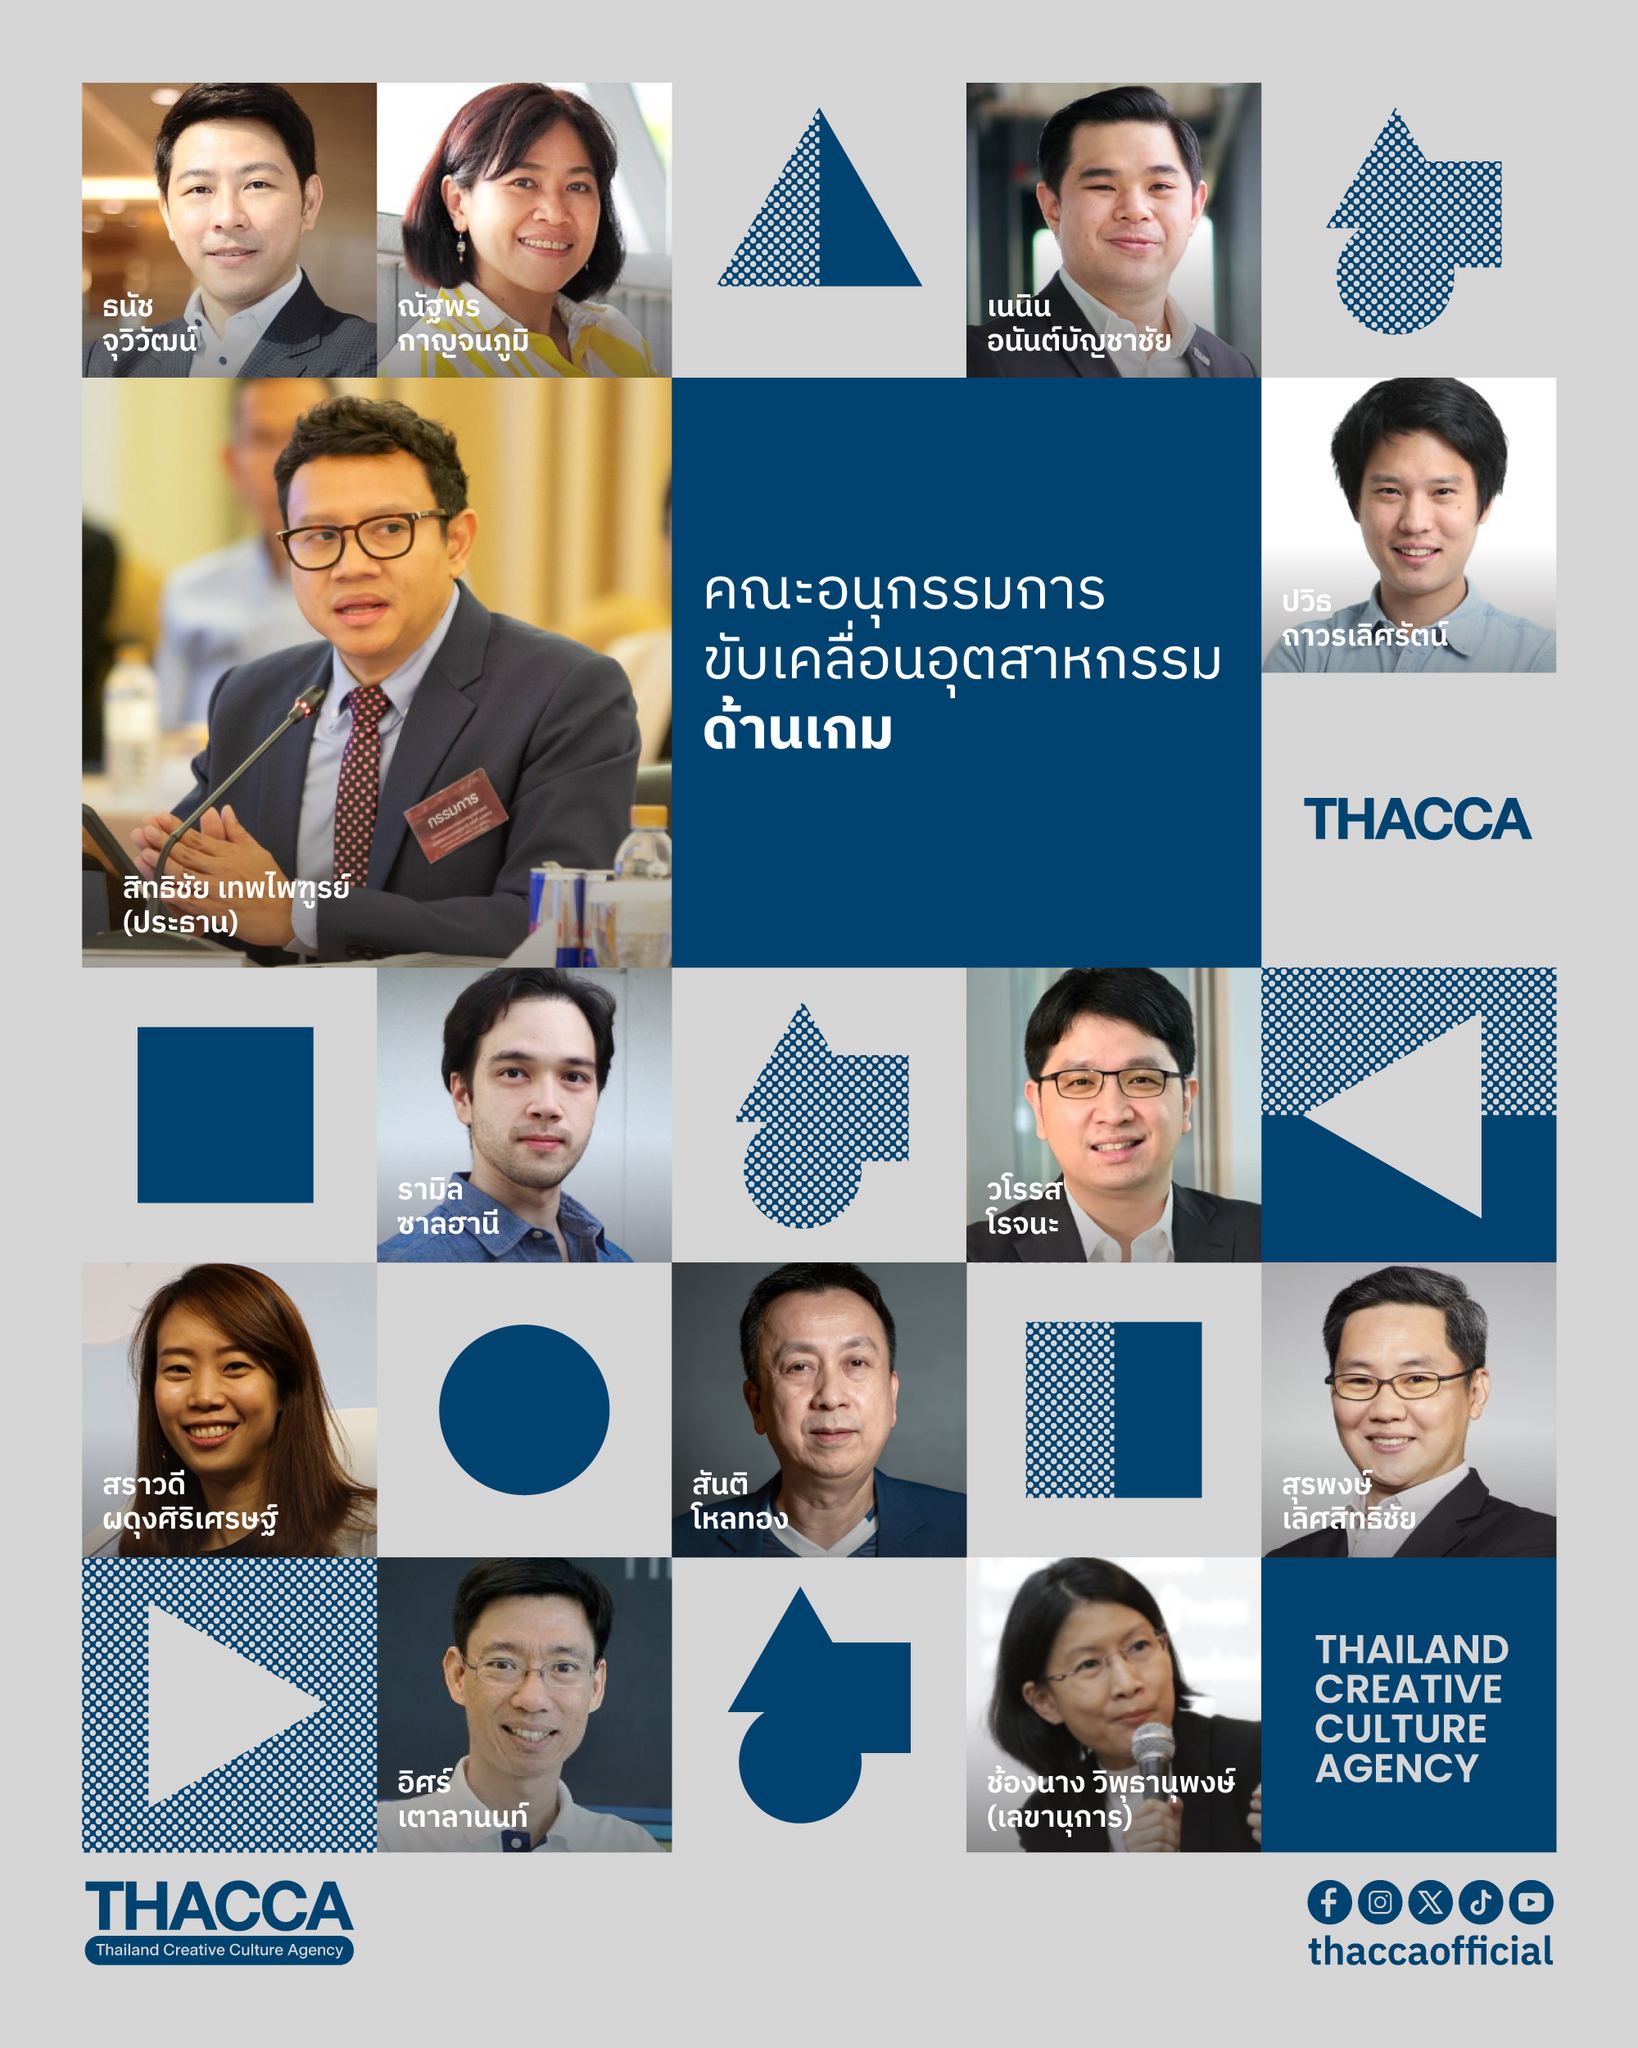 ธนัช
จุวิวัฒน์
ณัฐพร
กาญจนภูมิ
เนนิน
อนันต์บัญชาชัย
คณะอนุกรรมการ
ขับเคลื่อนอุตสาหกรรม
ด้านเกม
ปวิธ
ถาวรเลิศรัตน์
กรรมการ
สิทธิชัย เทพไพฑูรย์
(ประธาน)
THACCA
รามิล
ซาลฮานี
วโรรส
โรจนะ
สราวดี
ผดุงศิริเศรษฐ์
สันติ
โหลทอง
สุรพงษ์
เลิศสิทธิชัย
อิศร์
เตาลานนท์
ช้องนาง วิพุธานุพงษ์
(เลขานุการ)
THAILAND
CREATIVE
CULTURE
AGENCY
THACCA
Thailand Creative Culture Agency
thaccaofficial